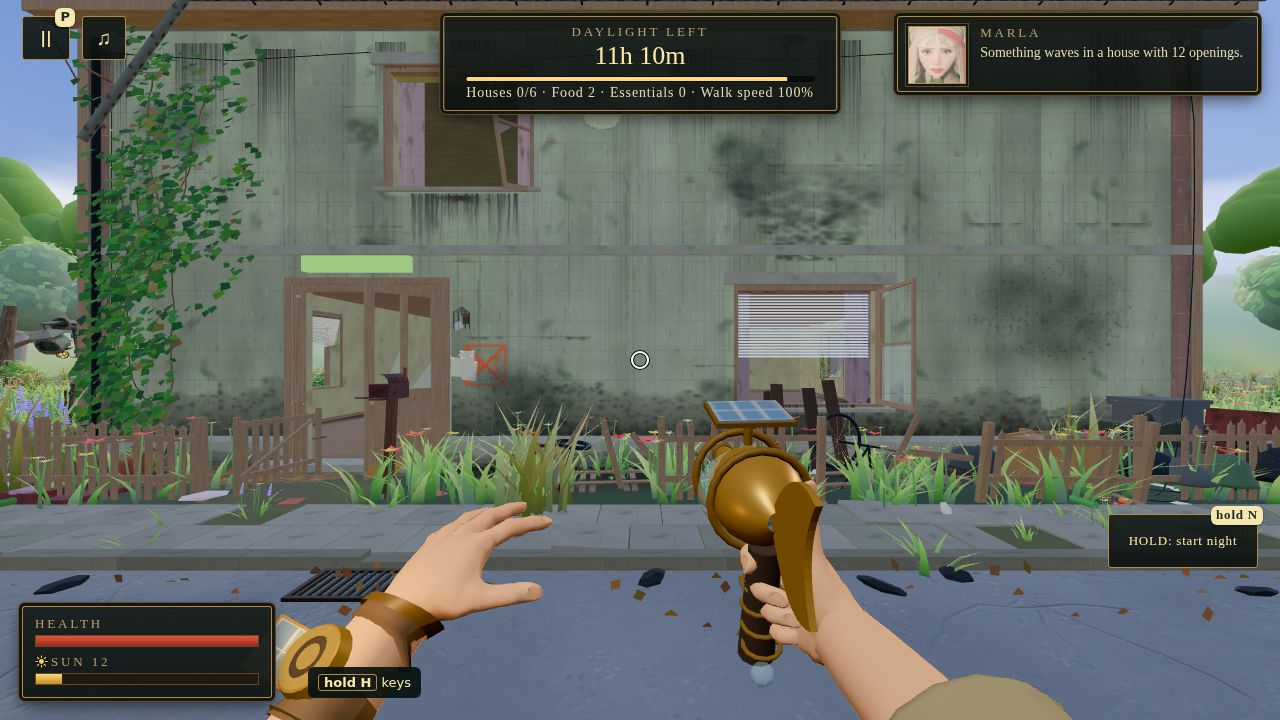 P
DAYLIGHT LEFT
11h 10m
Houses 0/6 · Food 2 · Essentials 0 · Walk speed 100%
MARLA
Something waves in a house with 12 openings.
hold N
HOLD: start night
HEALTH
SUN 12
hold H keys